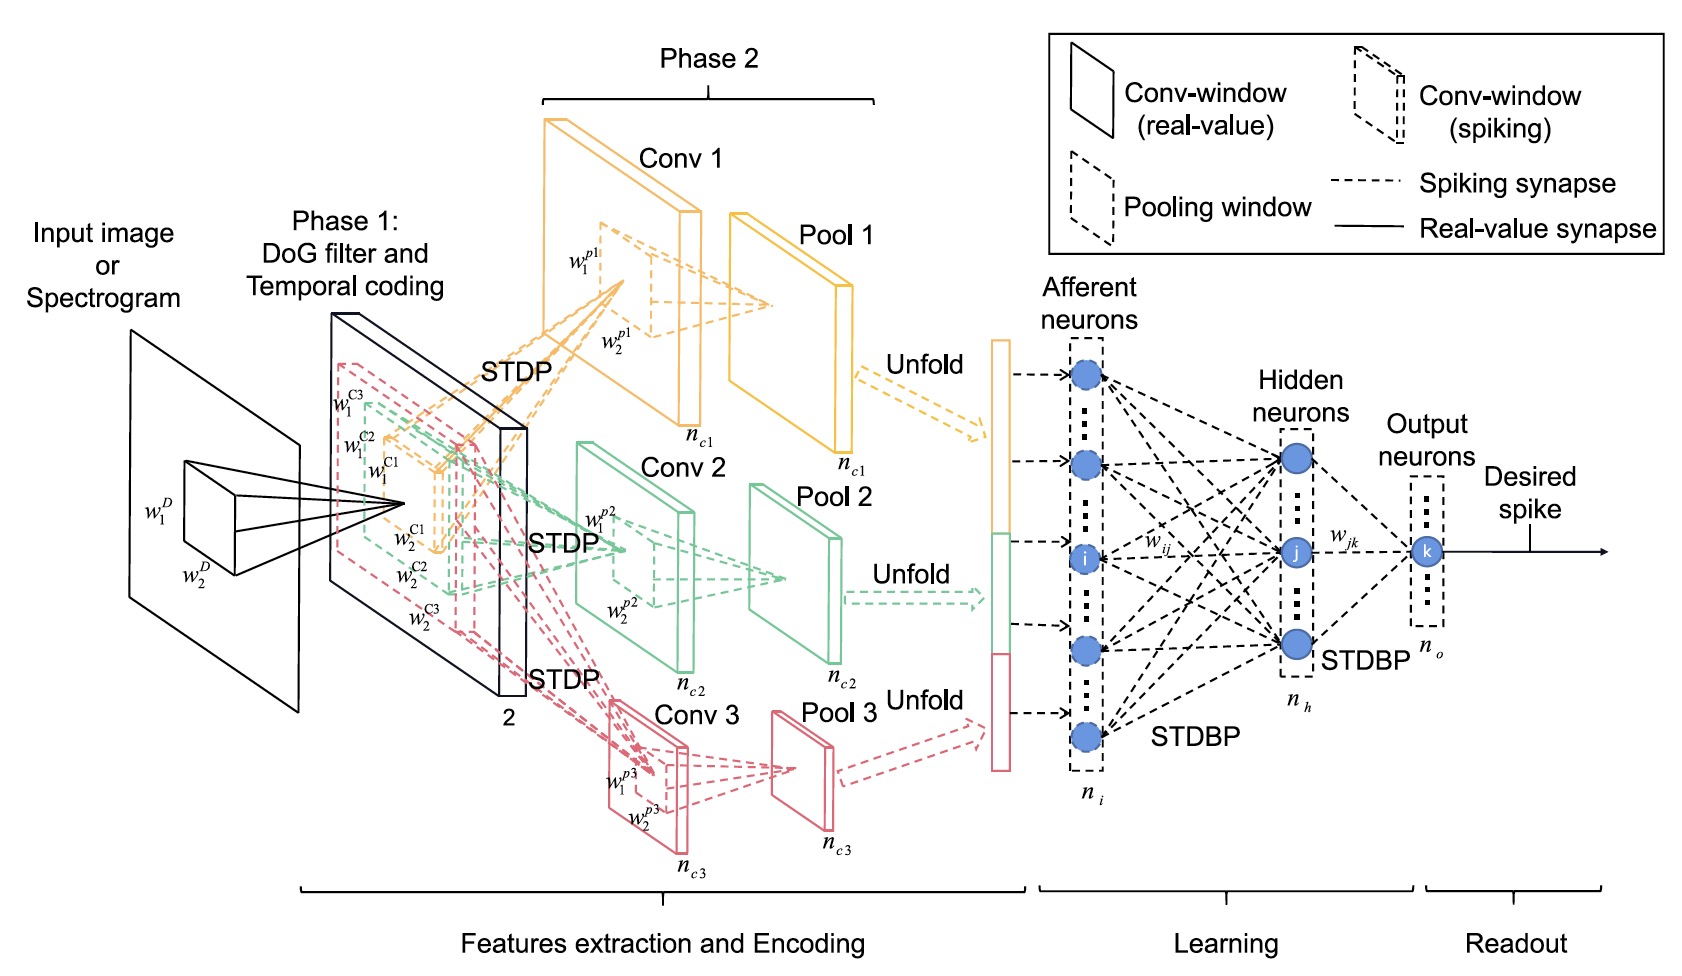 Phase 2
Conv-window
(real-value)
Conv-window
(spiking)
Pooling window
Spiking synapse
Real-value synapse
Input image
or
Spectrogram
Phase 1:
DoG filter and
Temporal coding
Conv 1
Pool 1
w_1^{p1}
w_2^{p1}
STDP
n_{c1}
n_{c1}
Unfold
w_1^{C3}
w_1^{C2}
w_1^{C1}
w_2^{C1}
w_2^{C2}
w_2^{C3}
w_1^D
w_2^D
2
Conv 2
Pool 2
w_1^{p2}
w_2^{p2}
STDP
n_{c2}
n_{c2}
Unfold
STDP
Conv 3
Pool 3
w_1^{p3}
w_2^{p3}
n_{c3}
n_{c3}
Unfold
Afferent
neurons
i
n_i
w_{ij}
STDBP
Hidden
neurons
j
n_h
w_{jk}
STDBP
Output
neurons
k
n_o
Desired
spike
Features extraction and Encoding
Learning
Readout